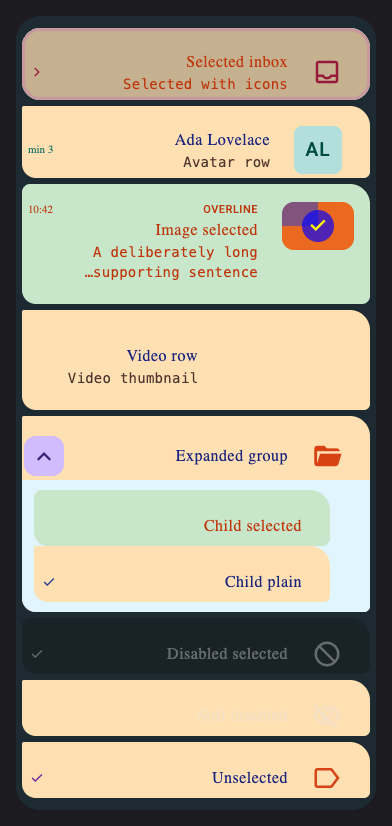 Selected inbox
Selected with icons
Ada Lovelace
Avatar row
min 3
AL
10:42
OVERLINE
Image selected
A deliberately long
…supporting sentence
Video row
Video thumbnail
Expanded group
Child selected
Child plain
Disabled selected
Unselected